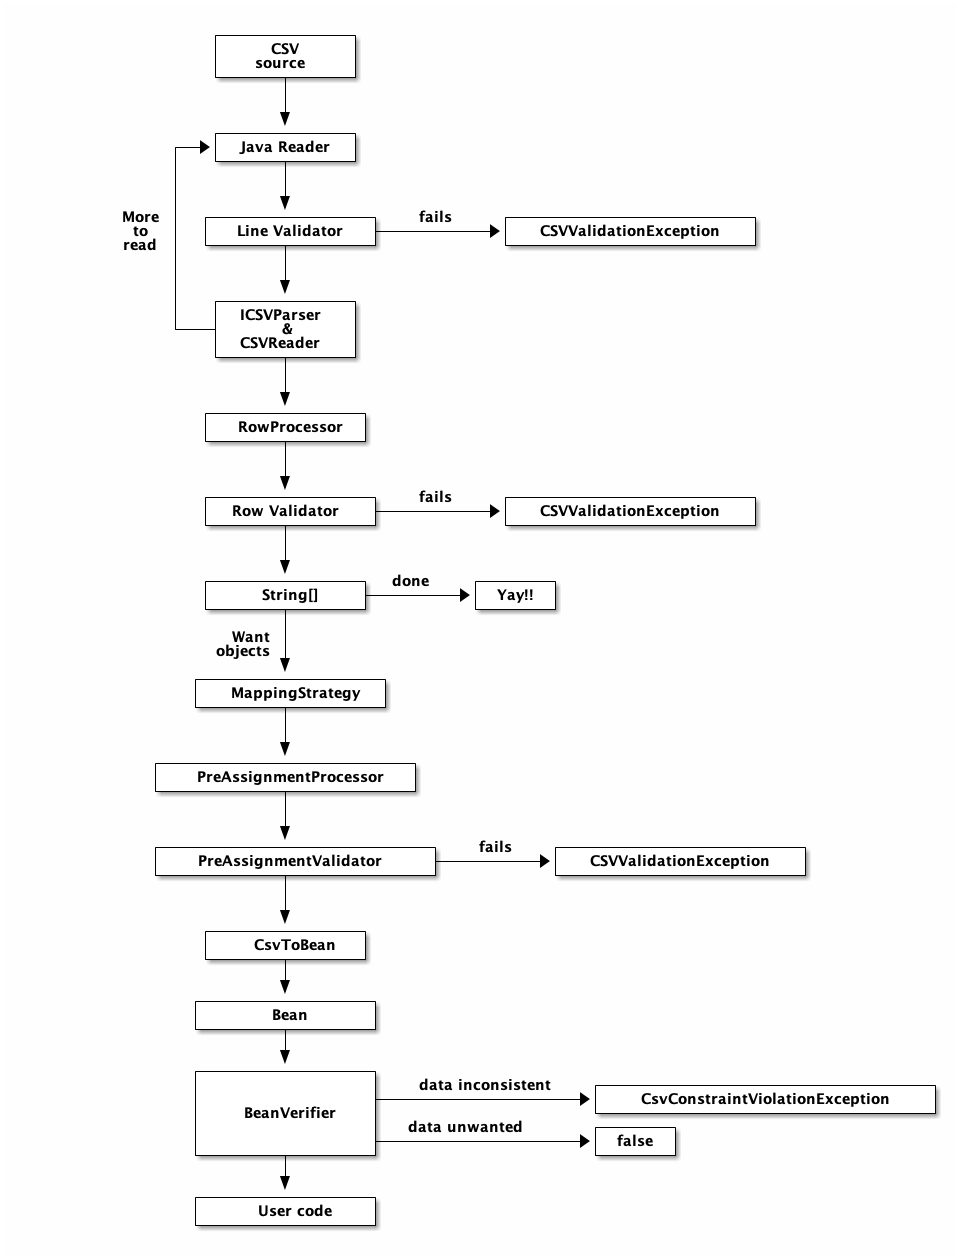 CSV
source
Java Reader
More
to
read
Line Validator
fails
CSVValidationException
ICSVParser
&
CSVReader
RowProcessor
Row Validator
fails
CSVValidationException
String[]
done
Yay!!
Want
objects
MappingStrategy
PreAssignmentProcessor
PreAssignmentValidator
fails
CSVValidationException
CsvToBean
Bean
BeanVerifier
data inconsistent
CsvConstraintViolationException
data unwanted
false
User code